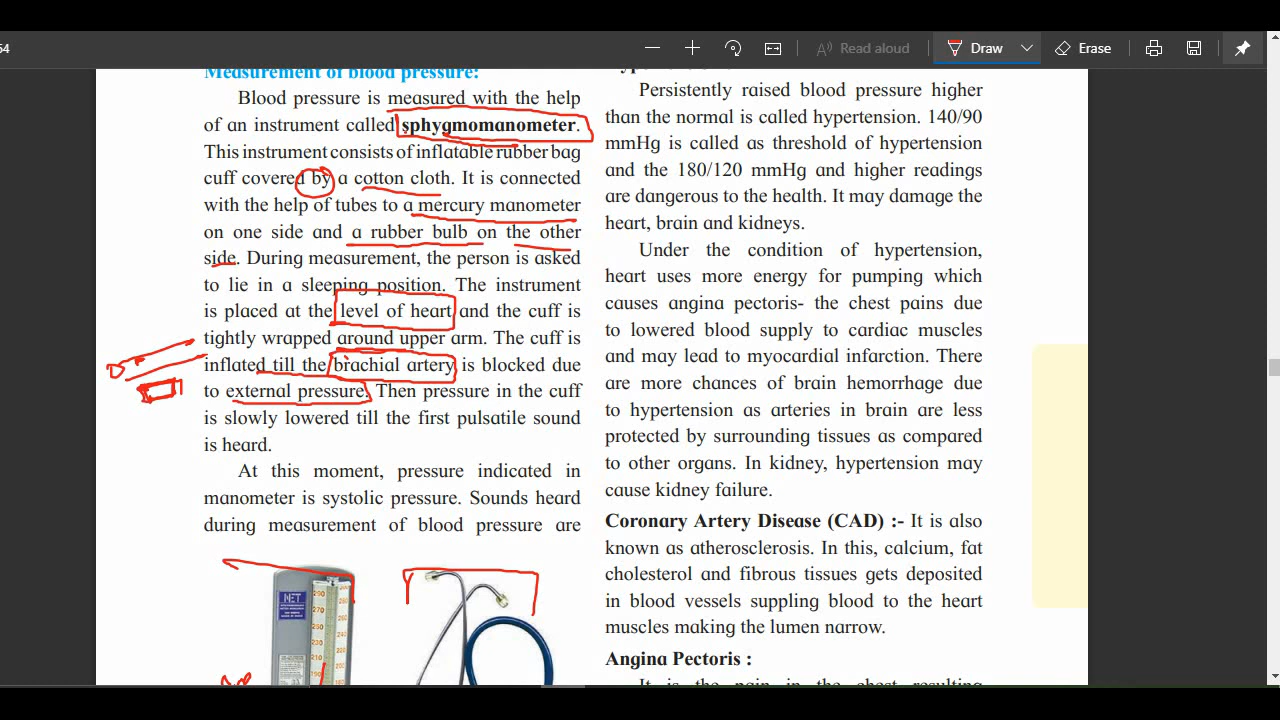 54
Read aloud
Draw
Erase
Measurement of blood pressure:
Blood pressure is measured with the help
of an instrument called sphygmomanometer.
This instrument consists of inflatable rubber bag
cuff covered by a cotton cloth. It is connected
with the help of tubes to a mercury manometer
on one side and a rubber bulb on the other
side. During measurement, the person is asked
to lie in a sleeping position. The instrument
is placed at the level of heart and the cuff is
tightly wrapped around upper arm. The cuff is
inflated till the brachial artery is blocked due
to external pressure. Then pressure in the cuff
is slowly lowered till the first pulsatile sound
is heard.
At this moment, pressure indicated in
manometer is systolic pressure. Sounds heard
during measurement of blood pressure are
Persistently raised blood pressure higher
than the normal is called hypertension. 140/90
mmHg is called as threshold of hypertension
and the 180/120 mmHg and higher readings
are dangerous to the health. It may damage the
heart, brain and kidneys.
Under the condition of hypertension,
heart uses more energy for pumping which
causes angina pectoris- the chest pains due
to lowered blood supply to cardiac muscles
and may lead to myocardial infarction. There
are more chances of brain hemorrhage due
to hypertension as arteries in brain are less
protected by surrounding tissues as compared
to other organs. In kidney, hypertension may
cause kidney failure.
Coronary Artery Disease (CAD) :- It is also
known as atherosclerosis. In this, calcium, fat
cholesterol and fibrous tissues gets deposited
in blood vessels suppling blood to the heart
muscles making the lumen narrow.
Angina Pectoris :
It is the pain in the chest resulting